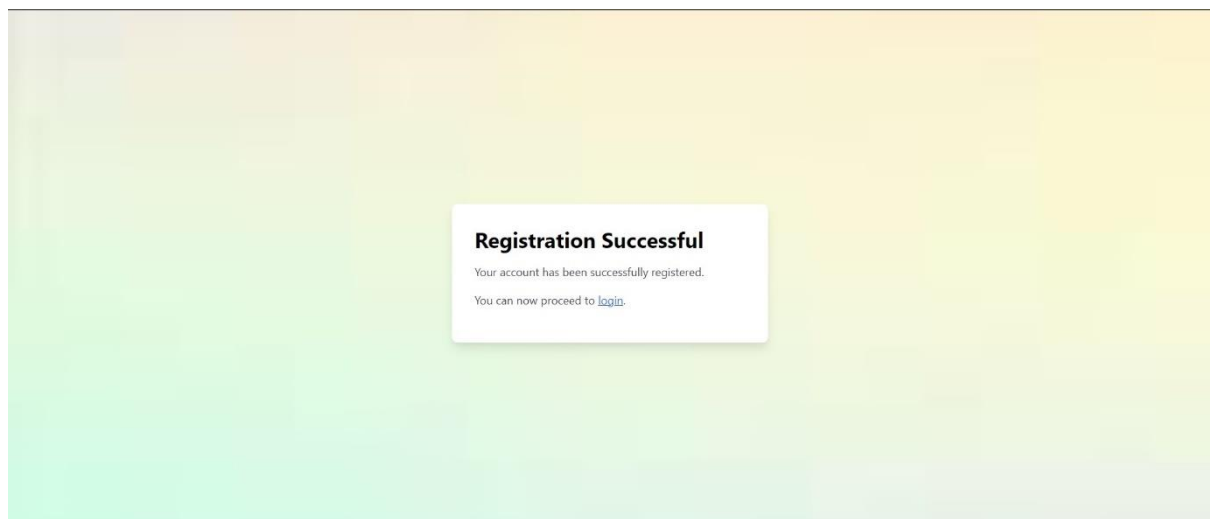 Registration Successful
Your account has been successfully registered.
You can now proceed to login.